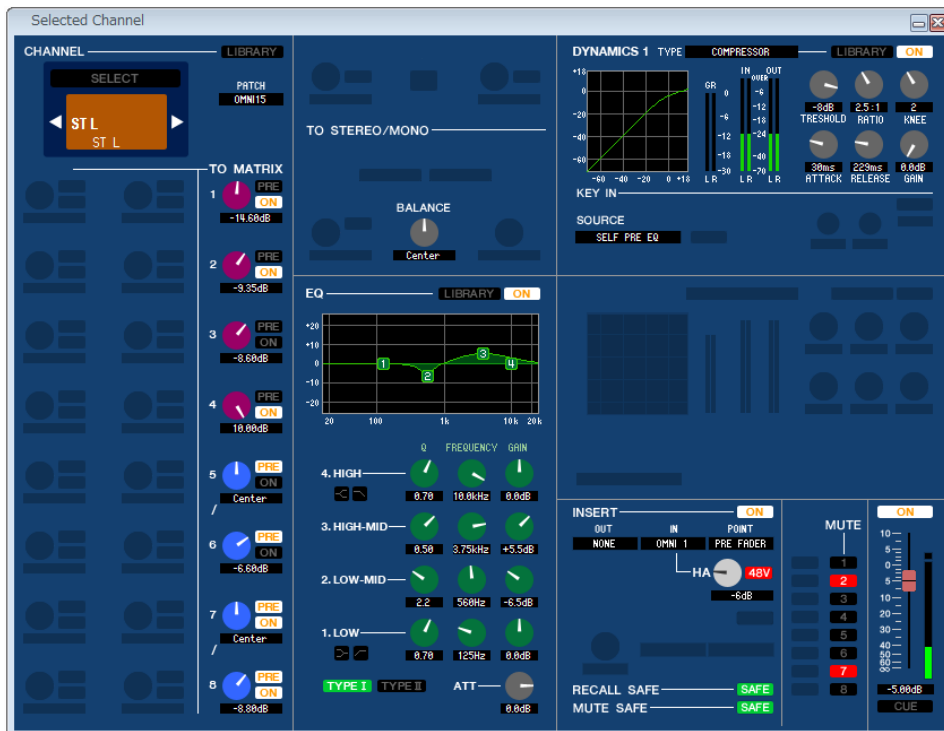 Selected Channel
CHANNEL LIBRARY
SELECT
ST L
ST L
PATCH
OMNI15
TO MATRIX
1 PRE
ON
-14.60dB
2 PRE
ON
-9.35dB
3 PRE
ON
-8.60dB
4 PRE
ON
10.00dB
5 PRE
ON
Center
/
6 PRE
ON
-6.60dB
7 PRE
ON
Center
/
8 PRE
ON
-8.80dB
TO STEREO/MONO
BALANCE
Center
EQ LIBRARY ON
+20
+10
0
-10
-20
1 2 3 4
20 100 1k 10k 20k
Q FREQUENCY GAIN
4. HIGH
0.70 10.0kHz 0.0dB
3. HIGH-MID
0.50 3.75kHz +5.5dB
2. LOW-MID
2.2 560Hz -6.5dB
1. LOW
0.70 125Hz 0.0dB
TYPE I TYPE II ATT
0.0dB
DYNAMICS 1 TYPE COMPRESSOR LIBRARY ON
+18
0
-20
-40
-60
-60 -40 -20 0 +18
GR
0
-6
-12
-18
-30
L R
IN OUT
OVER
-6
-12
-18
-24
-40
-70
L R L R
-8dB 2.5:1 2
TRESHOLD RATIO KNEE
30ms 229ms 0.0dB
ATTACK RELEASE GAIN
KEY IN
SOURCE
SELF PRE EQ
INSERT ON
OUT IN POINT
NONE OMNI 1 PRE FADER
HA 48V
-6dB
RECALL SAFE SAFE
MUTE SAFE SAFE
MUTE
1
2
3
4
5
6
7
8
ON
10
5
0
5
10
20
30
40
50
60
∞
-5.00dB
CUE